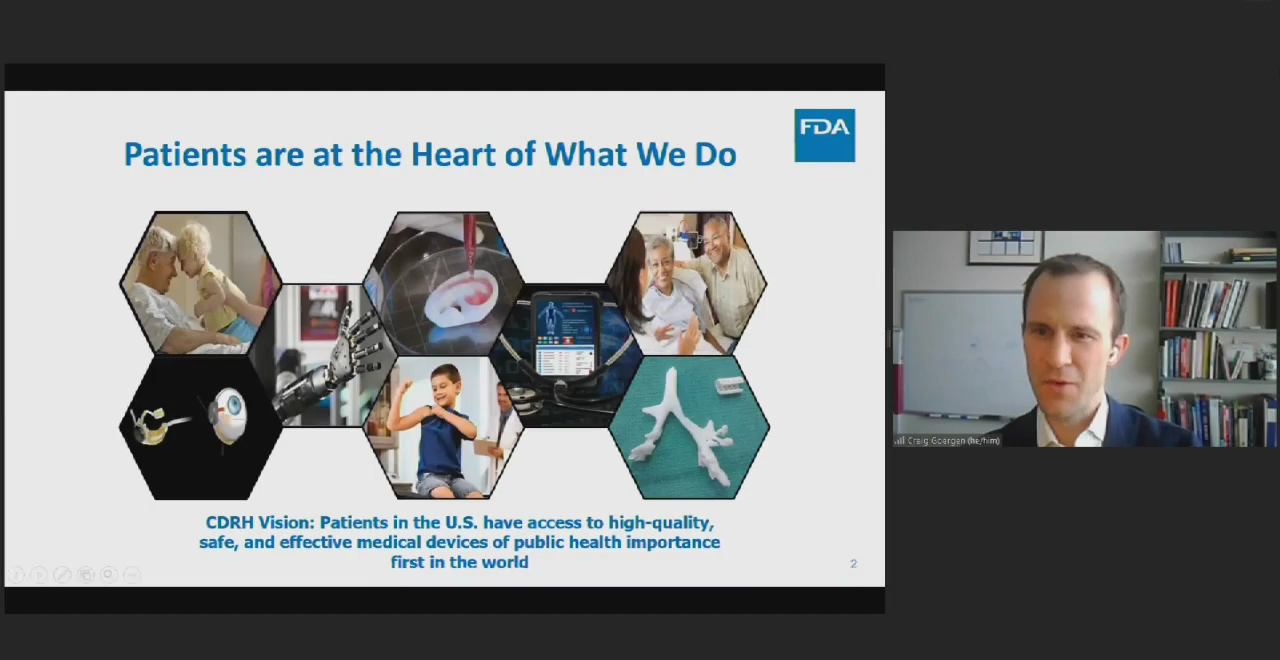 FDA
Patients are at the Heart of What We Do
CDRH Vision: Patients in the U.S. have access to high-quality,
safe, and effective medical devices of public health importance
first in the world
2
Craig Goergen (he/him)